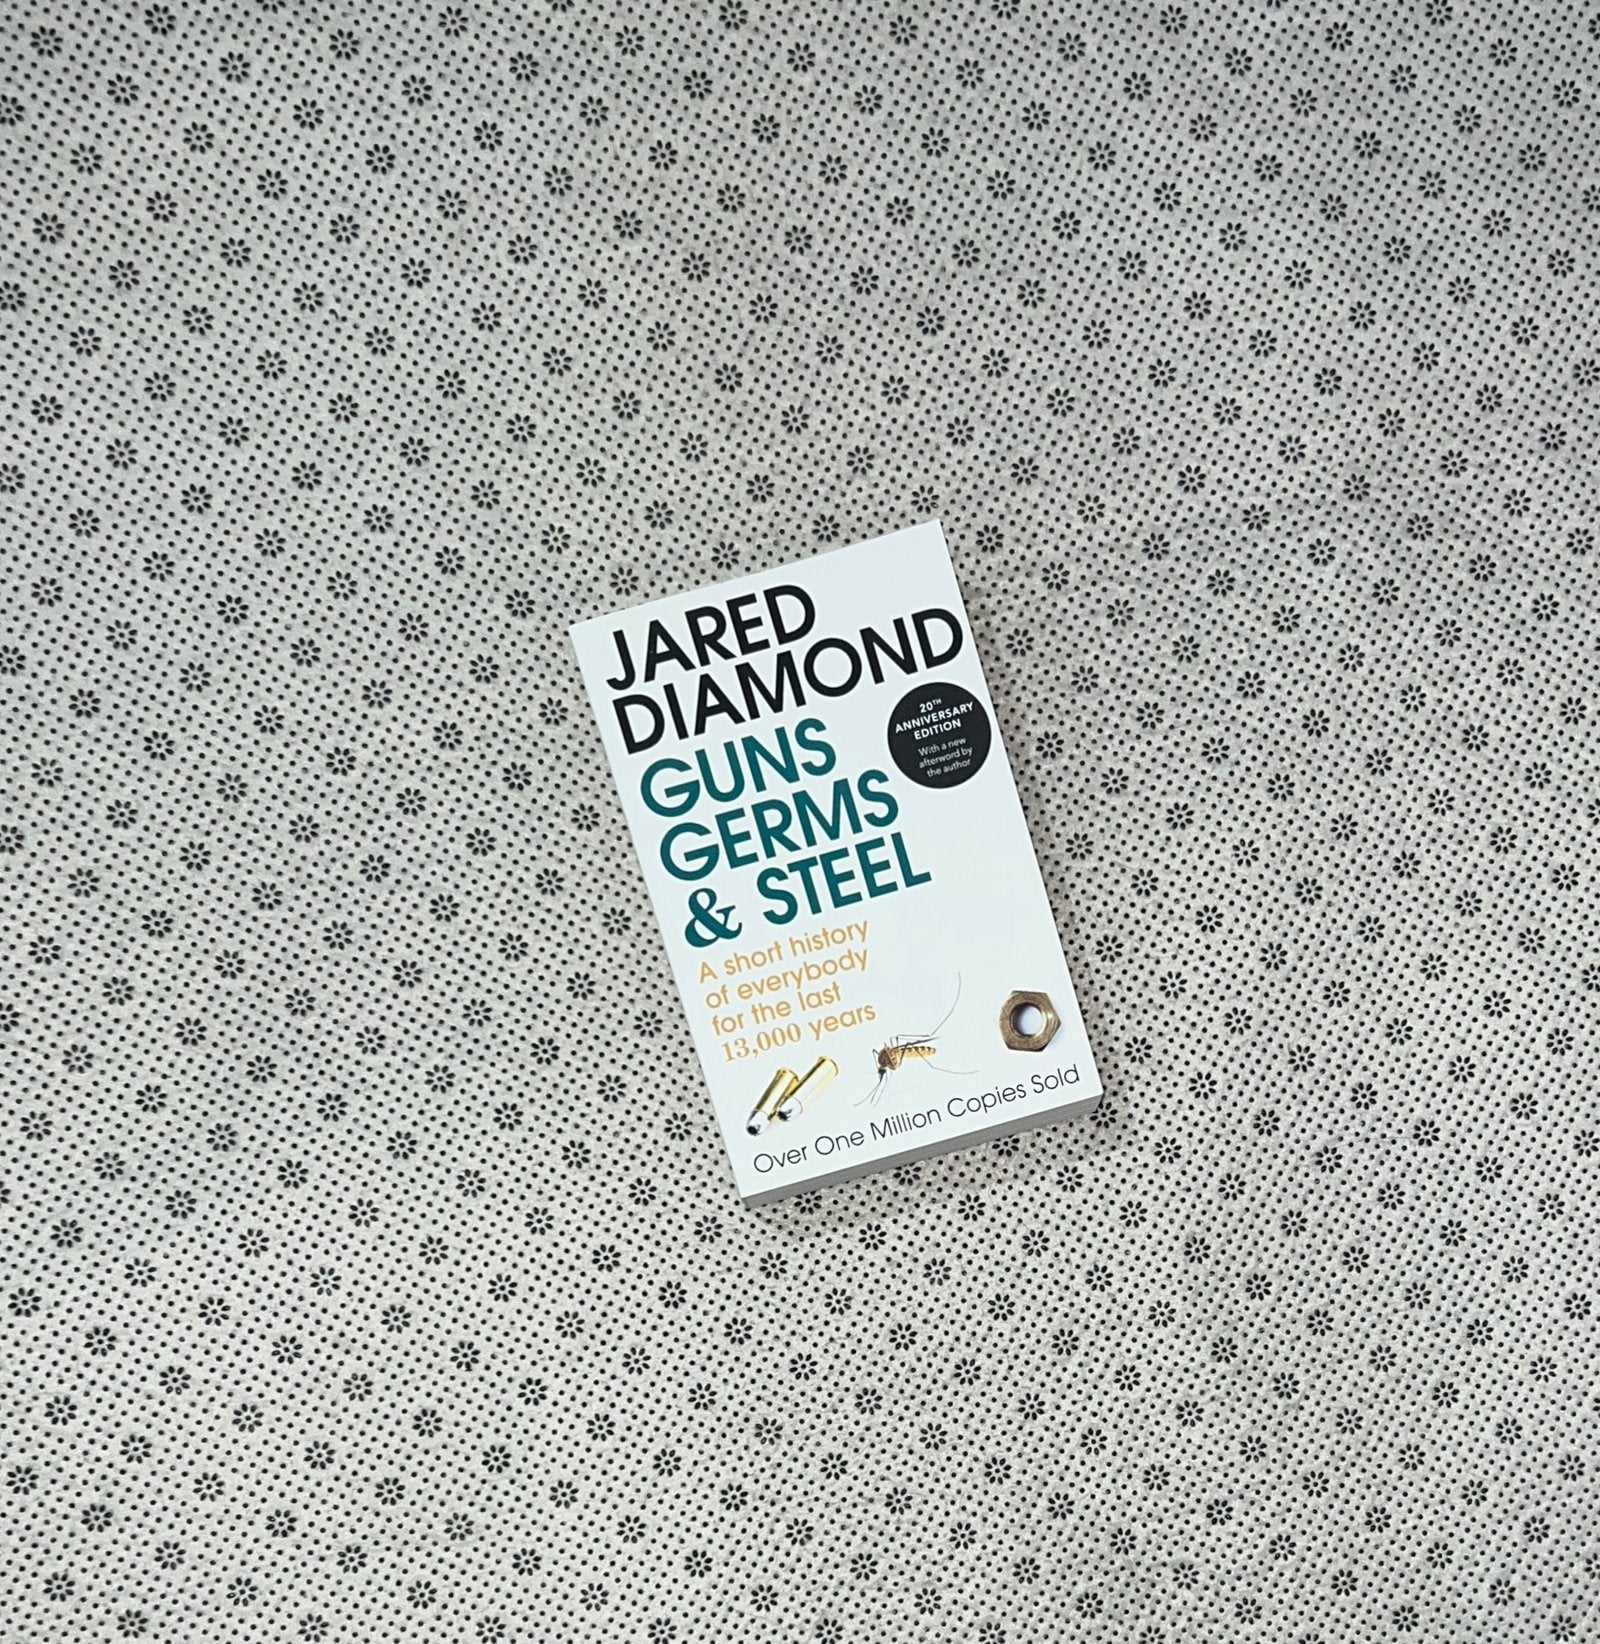 JARED
DIAMOND
20TH
ANNIVERSARY
EDITION
With a new
afterword by
the author
GUNS
GERMS
& STEEL
A short history
of everybody
for the last
13,000 years
Over One Million Copies Sold